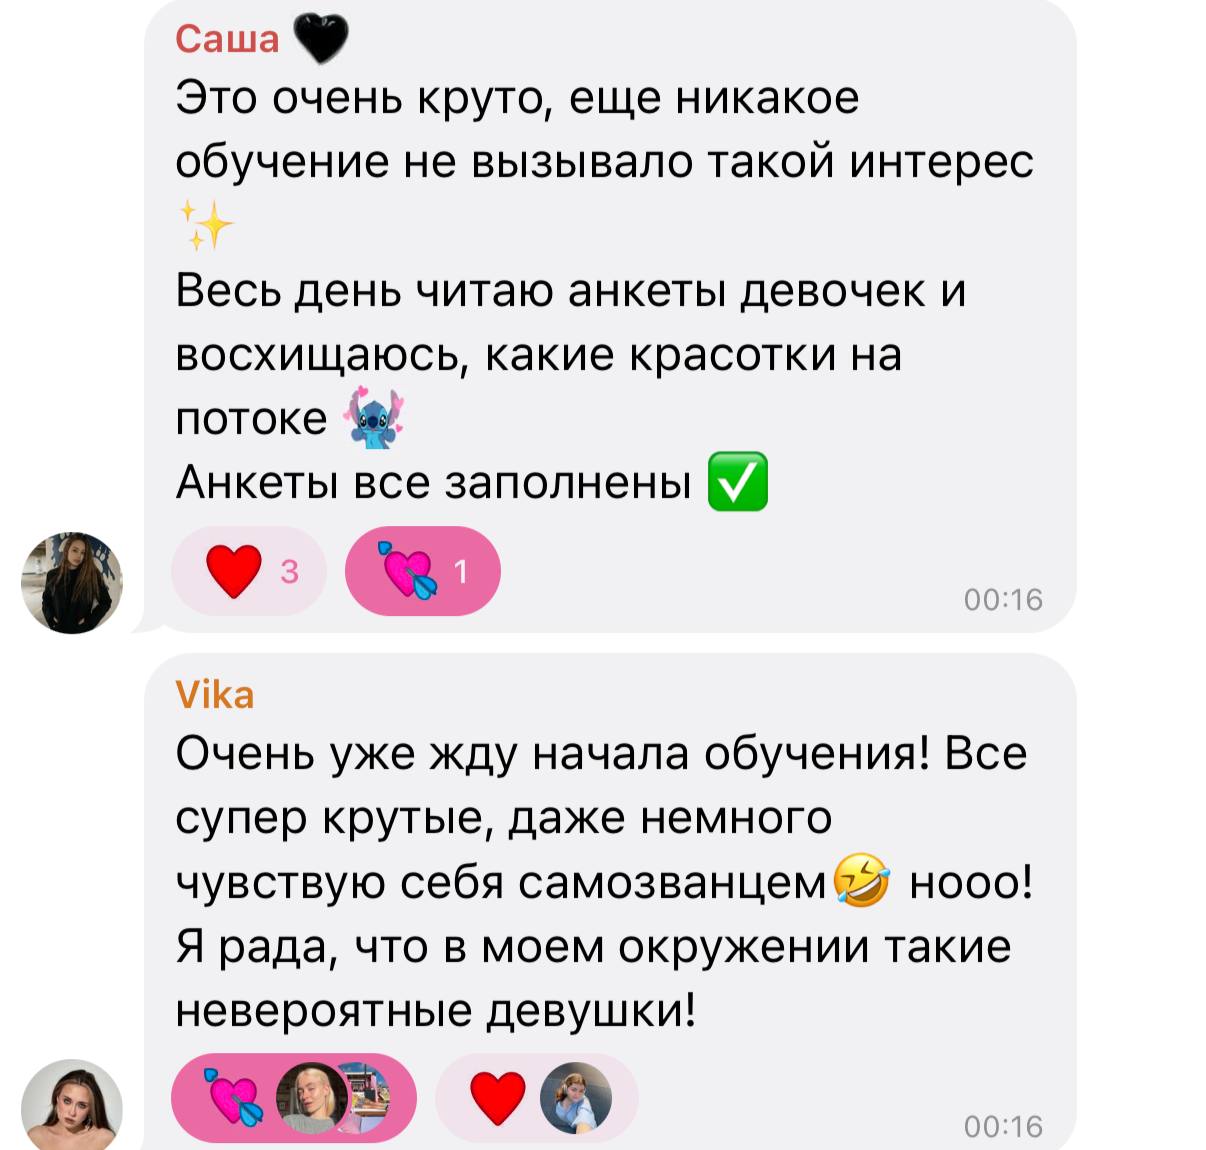 Саша 🖤
Это очень круто, еще никакое
обучение не вызывало такой интерес
✨
Весь день читаю анкеты девочек и
восхищаюсь, какие красотки на
потоке
Анкеты все заполнены ✅
❤️ 3 💘 1
00:16
Vika
Очень уже жду начала обучения! Все
супер крутые, даже немного
чувствую себя самозванцем🤣 нооо!
Я рада, что в моем окружении такие
невероятные девушки!
💘 ❤️
00:16